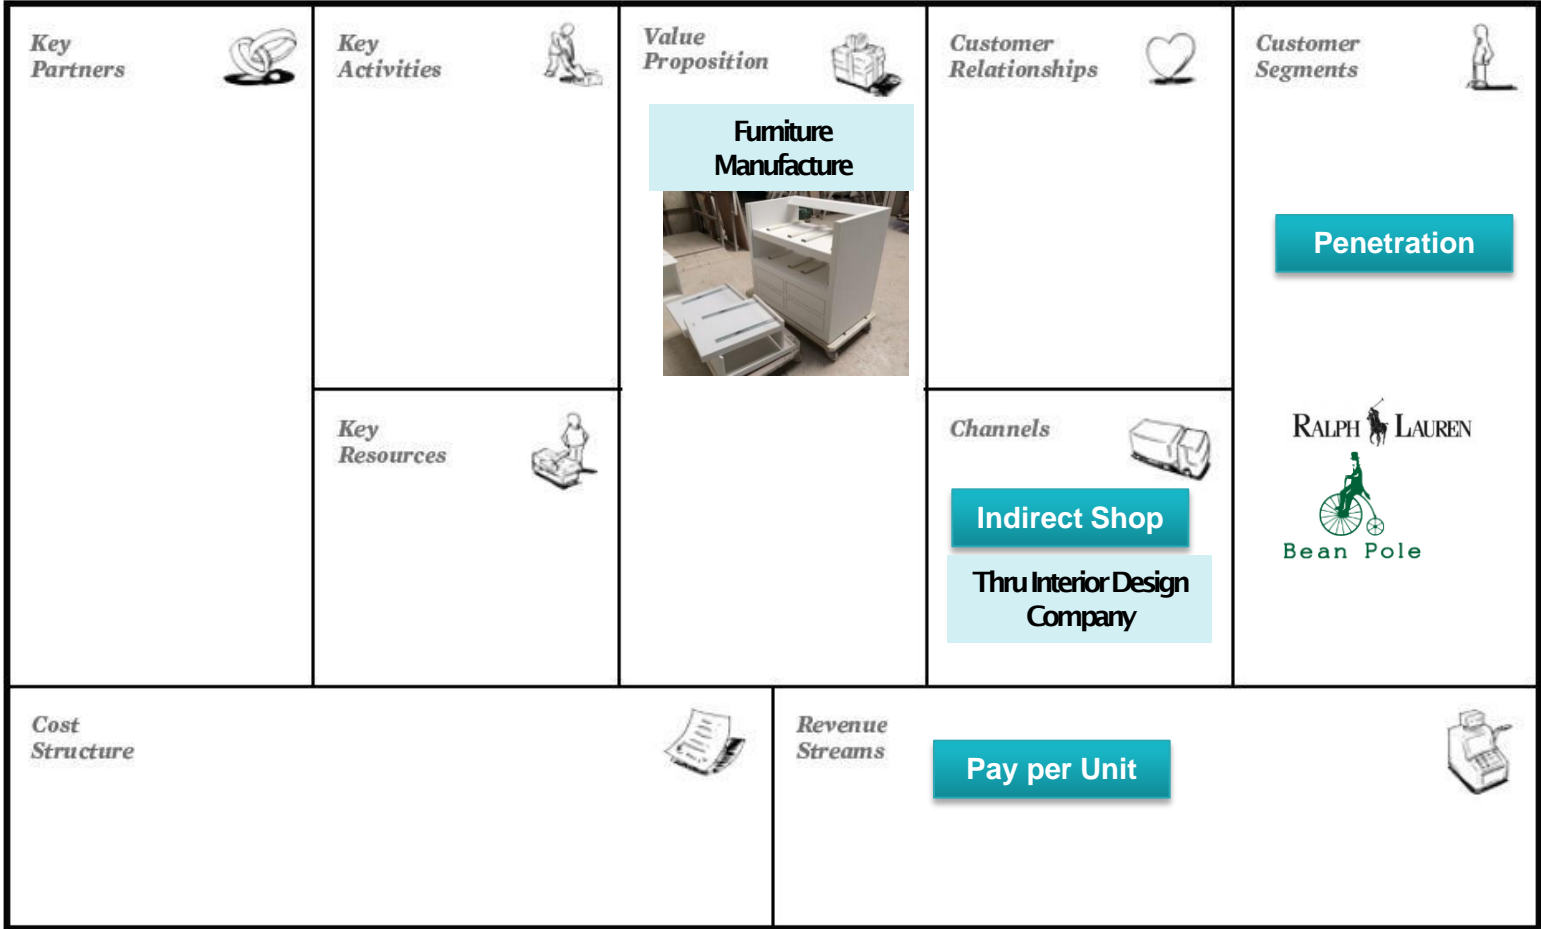 Key
Partners
Key
Activities
Value
Proposition
Customer
Relationships
Customer
Segments
Furniture
Manufacture
Penetration
Key
Resources
Channels
RALPH LAUREN
Indirect Shop
Bean Pole
Thru Interior Design
Company
Cost
Structure
Revenue
Streams
Pay per Unit